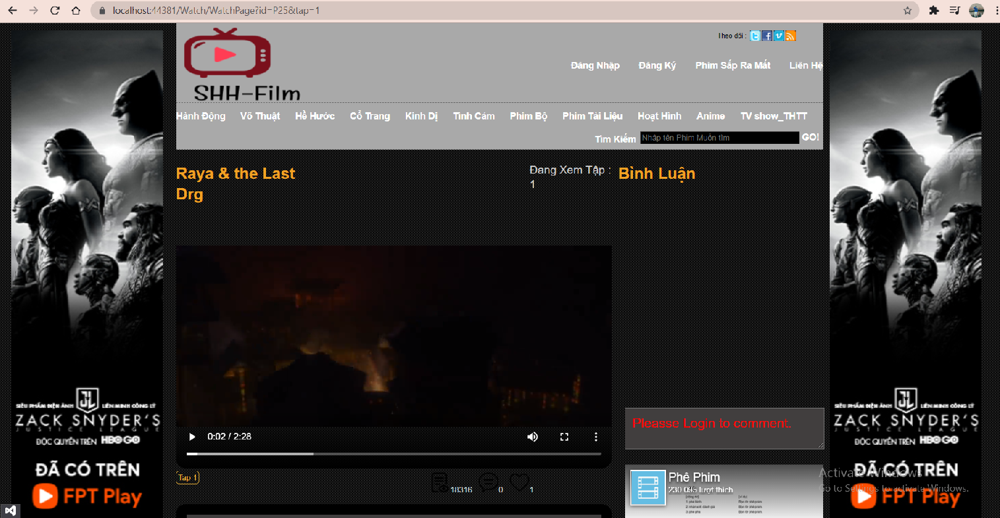 localhost:44381/Watch/WatchPage?id=P25&tap=1
Theo dõi :
SHH-Film
Đăng Nhập Đăng Ký Phim Sắp Ra Mắt Liên Hệ
Hành Động Võ Thuật Hề Hước Cổ Trang Kinh Dị Tình Cảm Phim Bộ Phim Tài Liệu Hoạt Hình Anime TV show_THTT
Tìm Kiếm Nhập tên Phim Muốn tìm GO!
Raya & the Last
Drg
Đang Xem Tập :
1
Bình Luận
Pleasse Login to comment.
0:02 / 2:28
Tap 1
18316 0 1
Phê Phim
230 095 lượt thích
SIÊU PHẨM ĐIỆN ẢNH JL LIÊN MINH CÔNG LÝ
ZACK SNYDER'S
JUSTICE LEAGUE
ĐỘC QUYỀN TRÊN HBO GO
ĐÃ CÓ TRÊN
FPT Play
SIÊU PHẨM ĐIỆN ẢNH JL LIÊN MINH CÔNG LÝ
ZACK SNYDER'S
JUSTICE LEAGUE
ĐỘC QUYỀN TRÊN HBO GO
ĐÃ CÓ TRÊN
FPT Play
Activate Windows
Go to Settings to activate Windows.